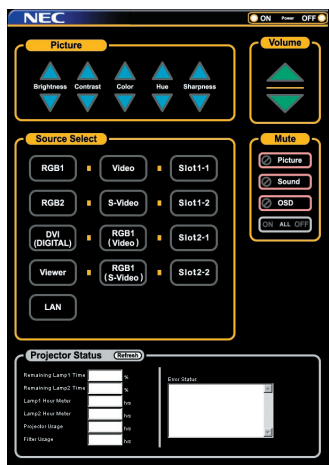 NEC
ON Power OFF
Picture
Brightness Contrast Color Hue Sharpness
Volume
Source Select
RGB1 Video Slot1-1
RGB2 S-Video Slot1-2
DVI (DIGITAL) RGB1 (Video) Slot2-1
Viewer RGB1 (S-Video) Slot2-2
LAN
Mute
Picture
Sound
OSD
ON ALL OFF
Projector Status (Refresh)
Remaining Lamp1 Time %
Remaining Lamp2 Time %
Lamp1 Hour Meter hrs
Lamp2 Hour Meter hrs
Projector Usage hrs
Filter Usage hrs
Error Status